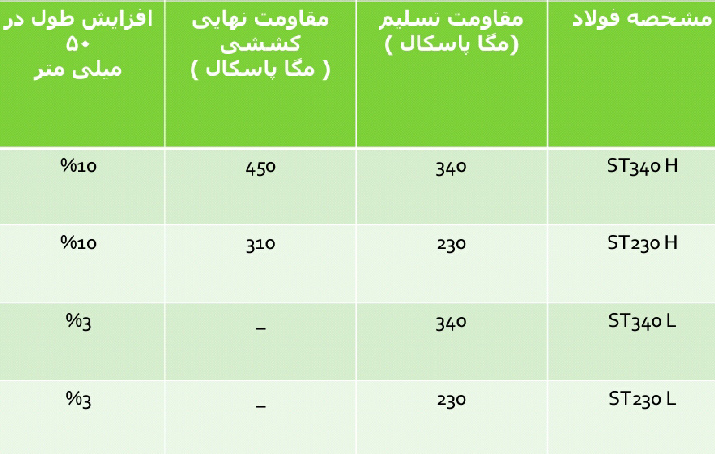 مشخصه فولاد
مقاومت تسلیم
(مگا پاسکال )
مقاومت نهایی
کششی
( مگا پاسکال )
افزایش طول در
۵۰
میلی متر
ST340 H
340
450
%10
ST230 H
230
310
%10
ST340 L
340
_
%3
ST230 L
230
_
%3